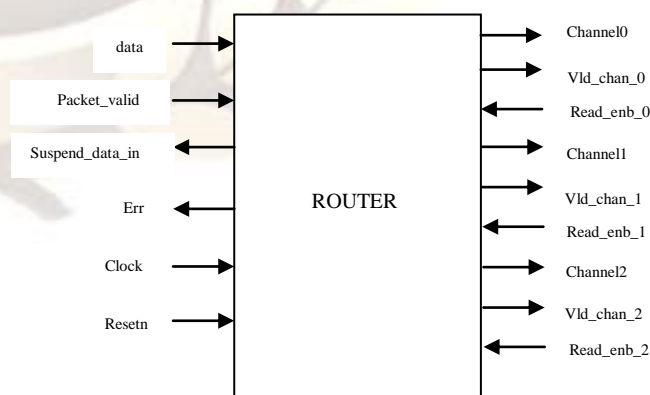 data
Packet_valid
Suspend_data_in
Err
Clock
Resetn
ROUTER
Channel0
Vld_chan_0
Read_enb_0
Channel1
Vld_chan_1
Read_enb_1
Channel2
Vld_chan_2
Read_enb_2